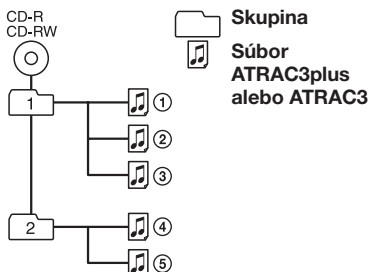 CD-R
CD-RW
Skupina
Súbor
ATRAC3plus
alebo ATRAC3
1
①
②
③
2
④
⑤